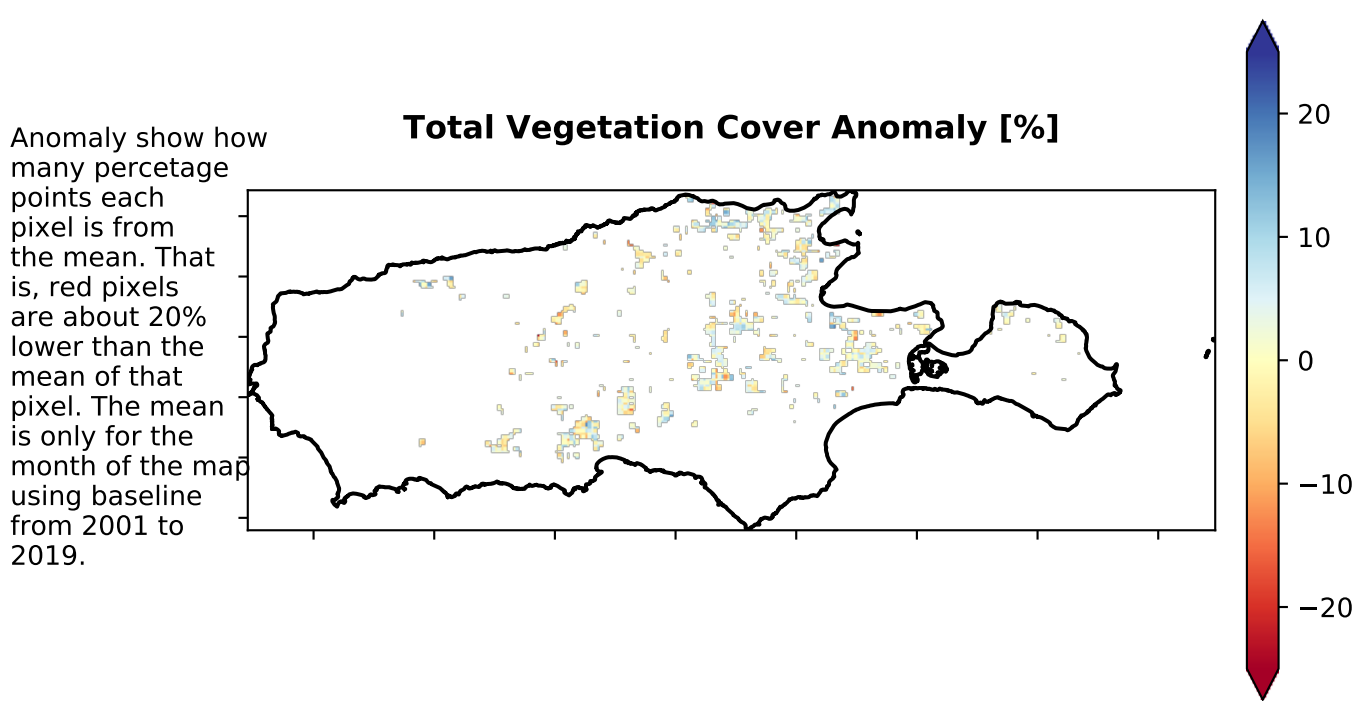 Total Vegetation Cover Anomaly [%]
Anomaly show how
many percetage
points each
pixel is from
the mean. That
is, red pixels
are about 20%
lower than the
mean of that
pixel. The mean
is only for the
month of the map
using baseline
from 2001 to
2019.
20
10
0
−10
−20